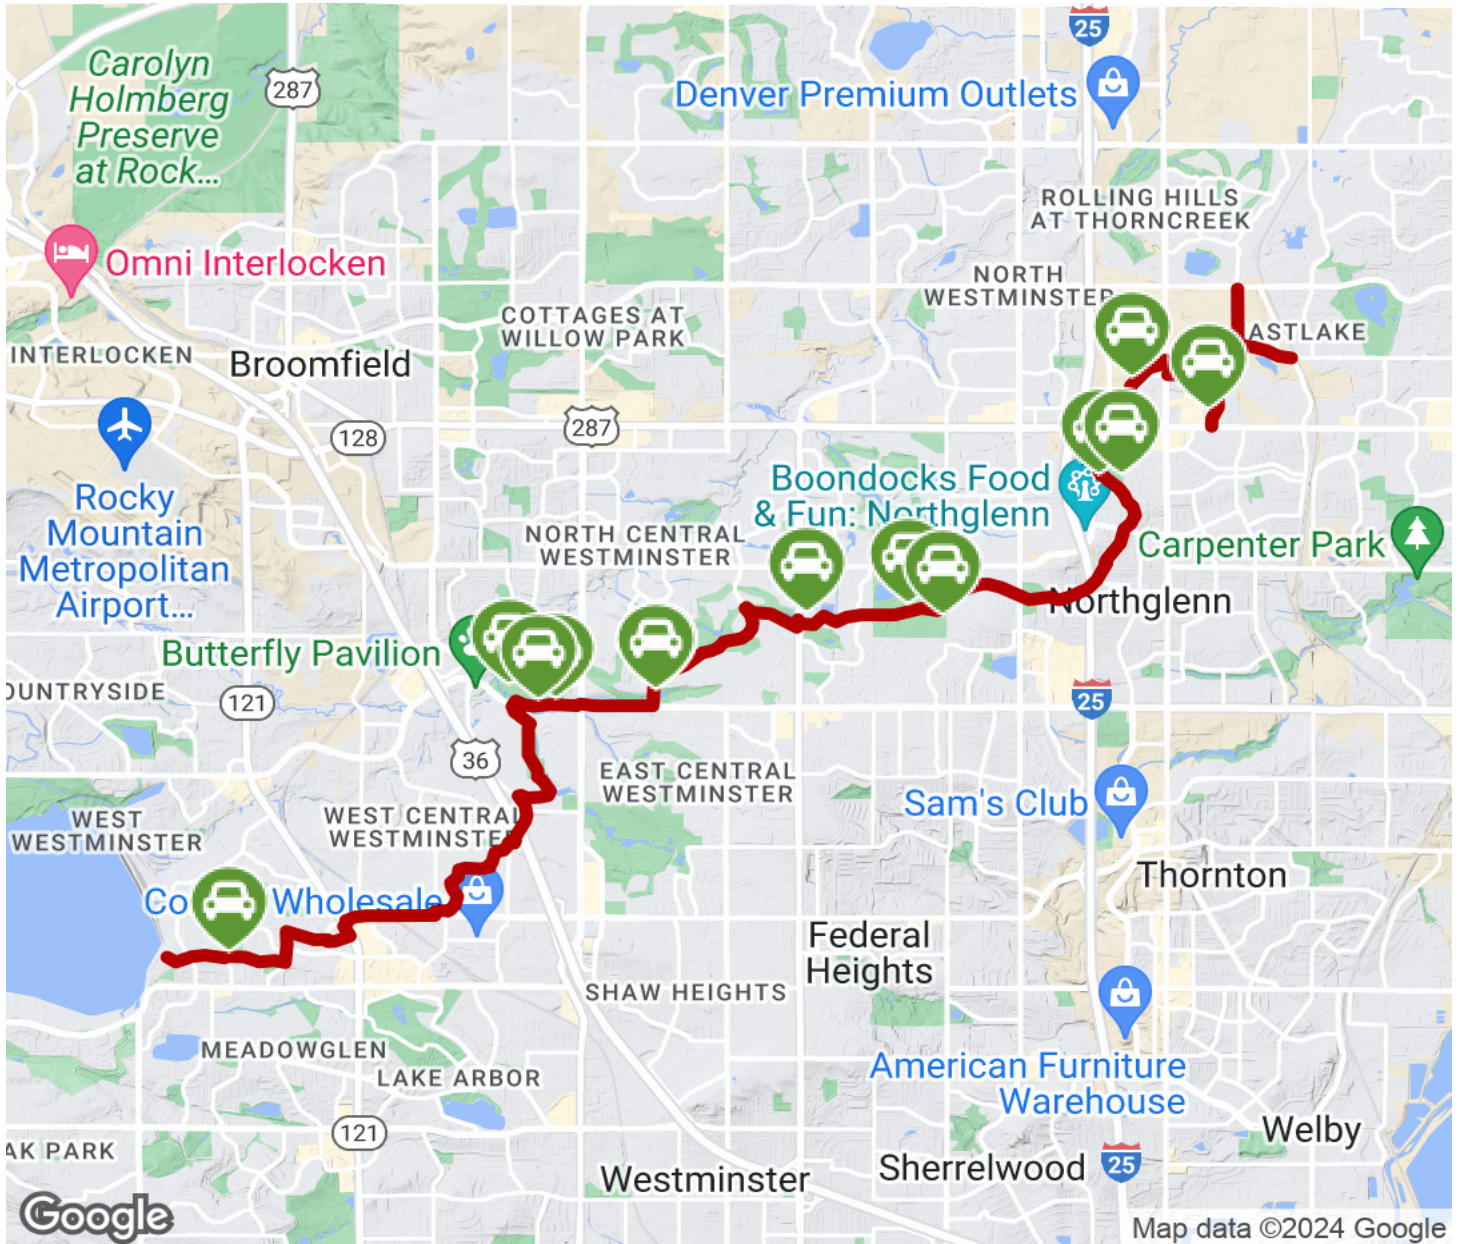 25
Carolyn
Holmberg
Preserve
at Rock...
287
Denver Premium Outlets
ROLLING HILLS
AT THORNCREEK
Omni Interlocken
NORTH
WESTMINSTER
COTTAGES AT
WILLOW PARK
ASTLAKE
INTERLOCKEN
Broomfield
287
128
Rocky
Mountain
Metropolitan
Airport...
Boondocks Food
& Fun: Northglenn
NORTH CENTRAL
WESTMINSTER
Carpenter Park
Northglenn
Butterfly Pavilion
OUNTRYSIDE
121
25
36
EAST CENTRAL
WESTMINSTER
Sam's Club
WEST
WESTMINSTER
WEST CENTRAL
WESTMINSTER
Thornton
Co Wholesale
Federal
Heights
SHAW HEIGHTS
MEADOWGLEN
LAKE ARBOR
American Furniture
Warehouse
121
Welby
AK PARK
Westminster
Sherrelwood
25
Google
Map data ©2024 Google